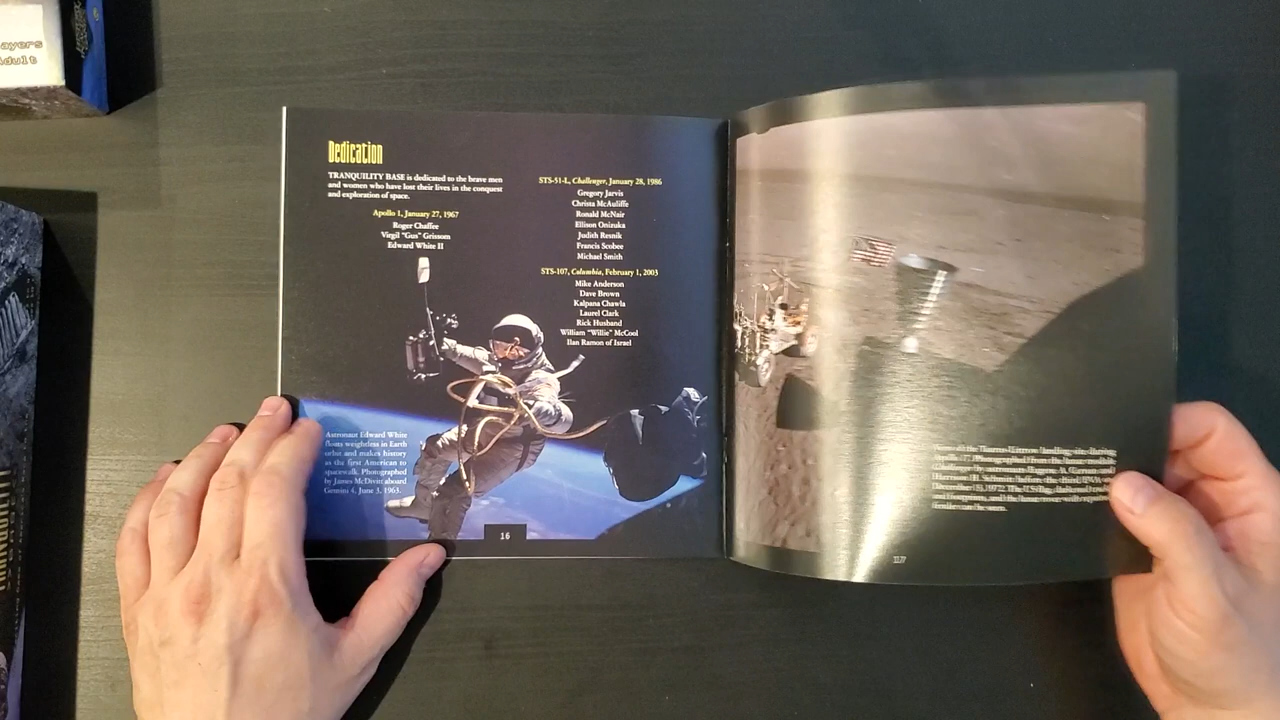 ayers
Adult
Dedication
TRANQUILITY BASE is dedicated to the brave men
and women who have lost their lives in the conquest
and exploration of space.
Apollo 1, January 27, 1967
Roger Chaffee
Virgil "Gus" Grissom
Edward White II
STS-51-L, Challenger, January 28, 1986
Gregory Jarvis
Christa McAuliffe
Ronald McNair
Ellison Onizuka
Judith Resnik
Francis Scobee
Michael Smith
STS-107, Columbia, February 1, 2003
Mike Anderson
Dave Brown
Kalpana Chawla
Laurel Clark
Rick Husband
William "Willie" McCool
Ilan Ramon of Israel
Astronaut Edward White
floats weightless in Earth
orbit and makes history
as the first American to
spacewalk. Photographed
by James McDivitt aboard
Gemini 4, June 3, 1963.
16